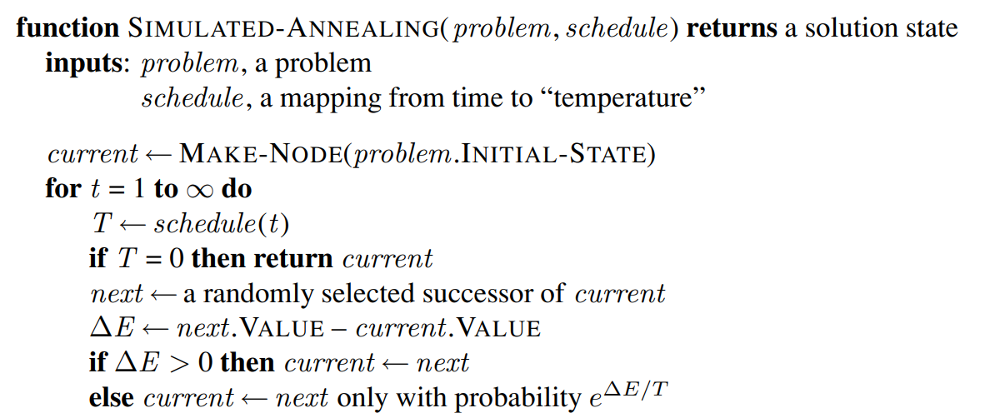 function SIMULATED-ANNEALING(problem, schedule) returns a solution state
inputs: problem, a problem
schedule, a mapping from time to “temperature”
current ← MAKE-NODE(problem.INITIAL-STATE)
for t = 1 to ∞ do
T ← schedule(t)
if T = 0 then return current
next ← a randomly selected successor of current
ΔE ← next.VALUE – current.VALUE
if ΔE > 0 then current ← next
else current ← next only with probability e^{ΔE/T}